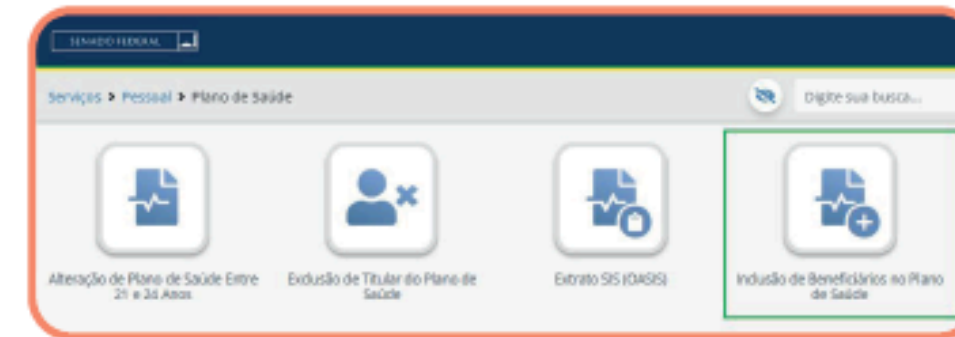 SENADO FEDERAL
Serviços > Pessoal > Plano de Saúde
Digite sua busca...
Alteração de Plano de Saúde Entre
21 e 24 Anos
Exclusão de Titular do Plano de
Saúde
Extrato SIS (OASIS)
Inclusão de Beneficiários no Plano
de Saúde